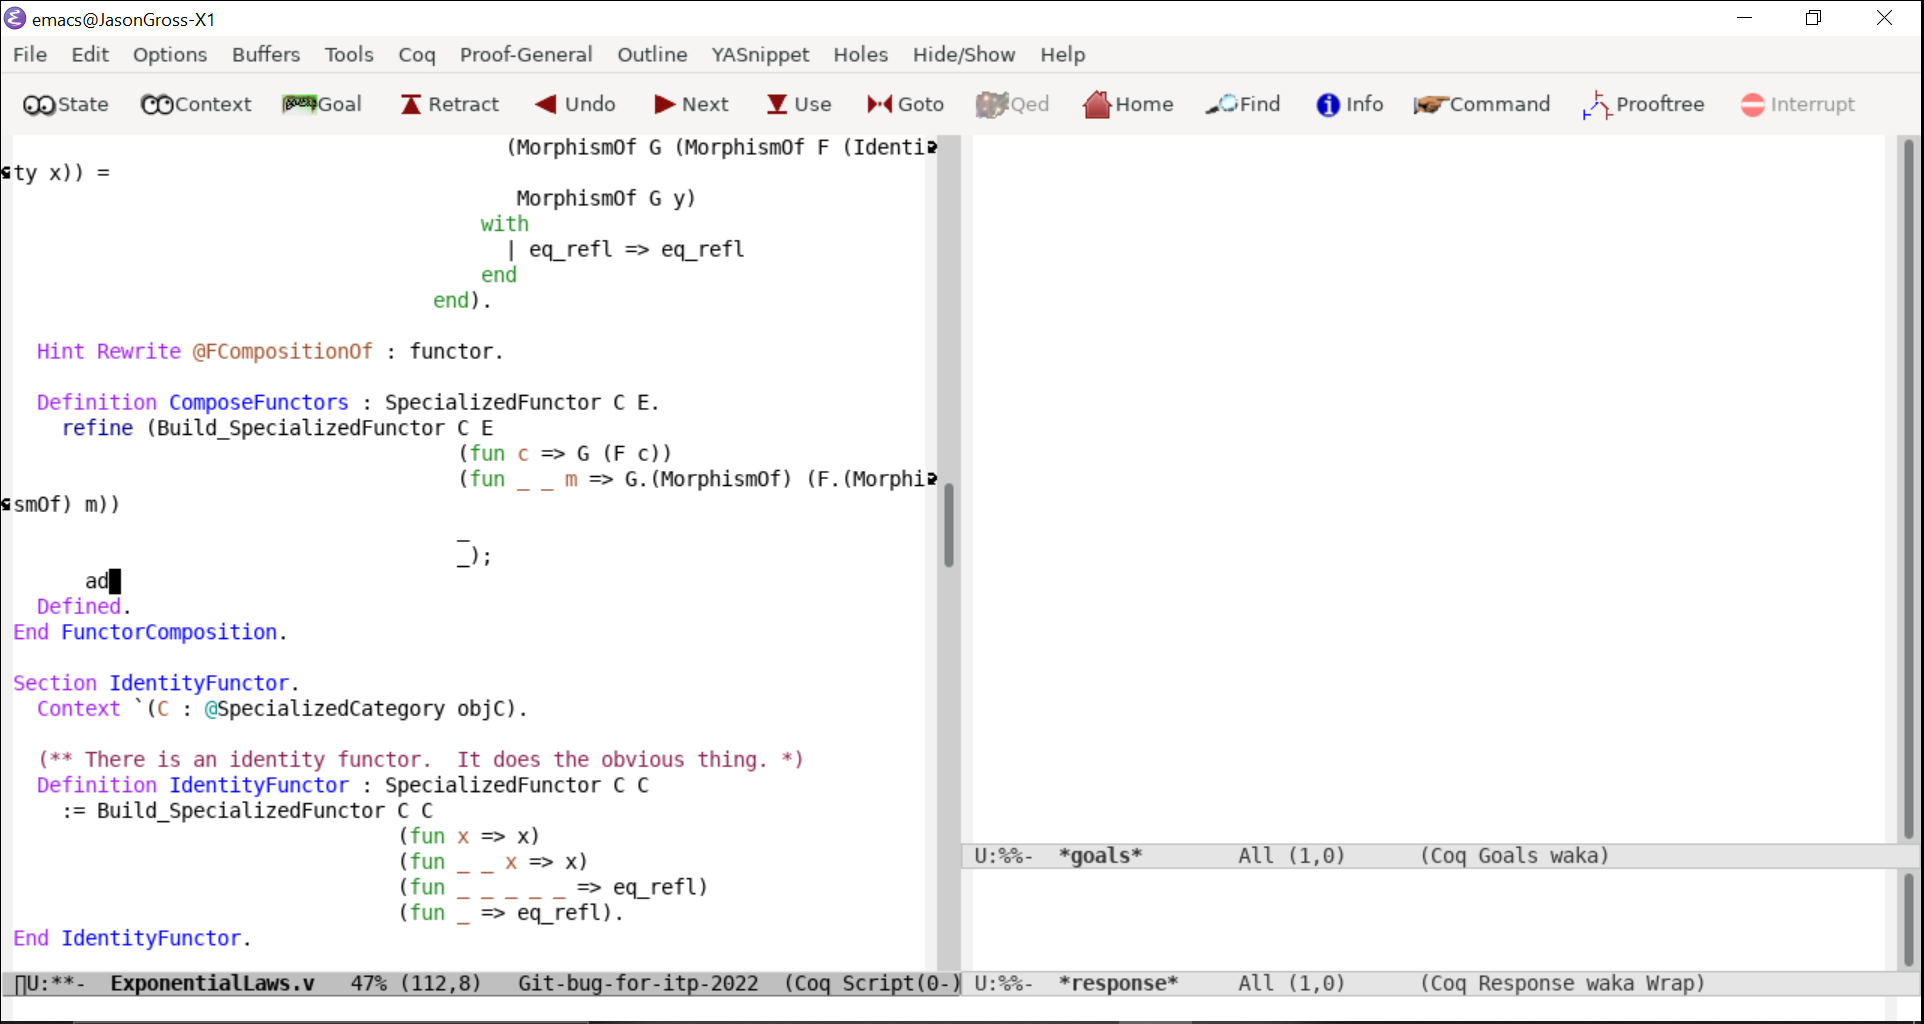 emacs@JasonGross-X1
File Edit Options Buffers Tools Coq Proof-General Outline YASnippet Holes Hide/Show Help
State Context Goal Retract Undo Next Use Goto Qed Home Find Info Command Prooftree Interrupt
(MorphismOf G (MorphismOf F (Identi
ty x)) =
MorphismOf G y)
with
| eq_refl => eq_refl
end
end).
Hint Rewrite @FCompositionOf : functor.
Definition ComposeFunctors : SpecializedFunctor C E.
refine (Build_SpecializedFunctor C E
(fun c => G (F c))
(fun _ _ m => G.(MorphismOf) (F.(Morphi
smOf) m))
_
_);
ad
Defined.
End FunctorComposition.
Section IdentityFunctor.
Context `(C : @SpecializedCategory objC).
(** There is an identity functor.  It does the obvious thing. *)
Definition IdentityFunctor : SpecializedFunctor C C
:= Build_SpecializedFunctor C C
(fun x => x)
(fun _ _ x => x)
(fun _ _ _ _ _ => eq_refl)
(fun _ => eq_refl).
End IdentityFunctor.
U:**-  ExponentialLaws.v   47% (112,8)   Git-bug-for-itp-2022  (Coq Script(0-)
U:%%-  *goals*        All (1,0)      (Coq Goals waka)
U:%%-  *response*     All (1,0)      (Coq Response waka Wrap)